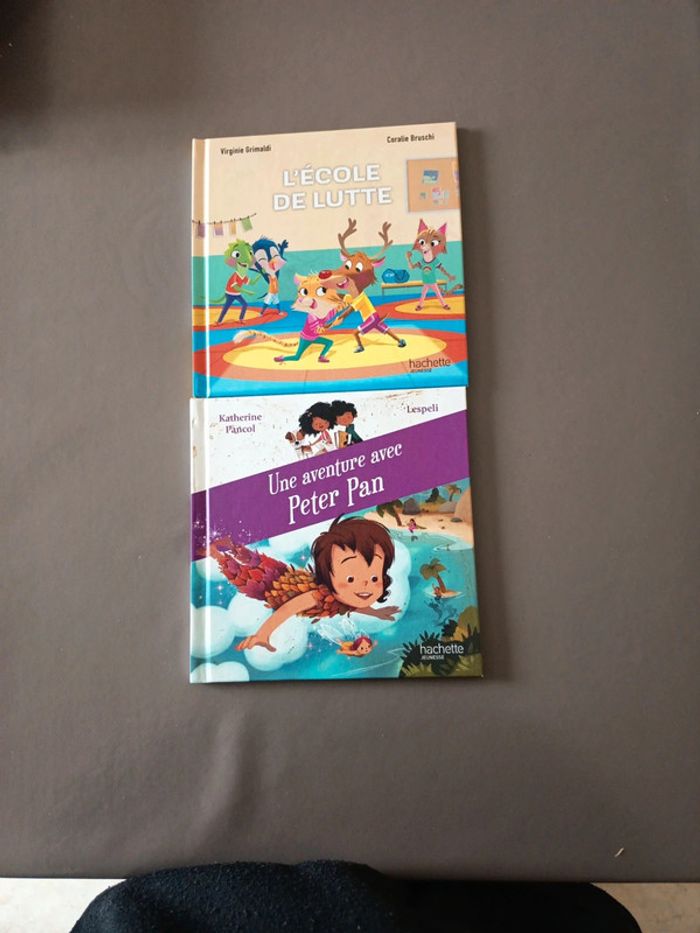 Virginie Grimaldi
Coralie Bruschi
L'ÉCOLE
DE LUTTE
hachette
JEUNESSE
Katherine
Pancol
Lespeli
Une aventure avec
Peter Pan
hachette
JEUNESSE